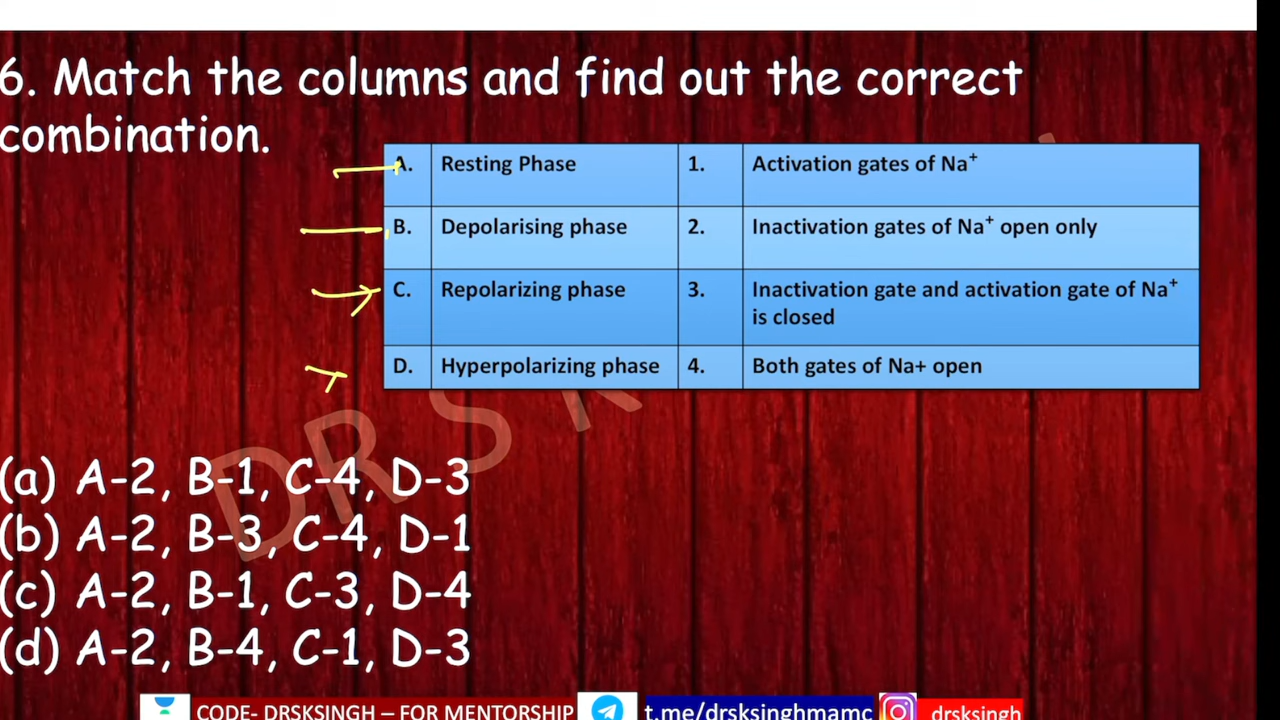 6. Match the columns and find out the correct
combination.
A. Resting Phase 1. Activation gates of Na⁺
B. Depolarising phase 2. Inactivation gates of Na⁺ open only
C. Repolarizing phase 3. Inactivation gate and activation gate of Na⁺
is closed
D. Hyperpolarizing phase 4. Both gates of Na+ open
DR S K
(a) A-2, B-1, C-4, D-3
(b) A-2, B-3, C-4, D-1
(c) A-2, B-1, C-3, D-4
(d) A-2, B-4, C-1, D-3
CODE- DRSKSINGH – FOR MENTORSHIP t.me/drsksinghmamc drsksingh